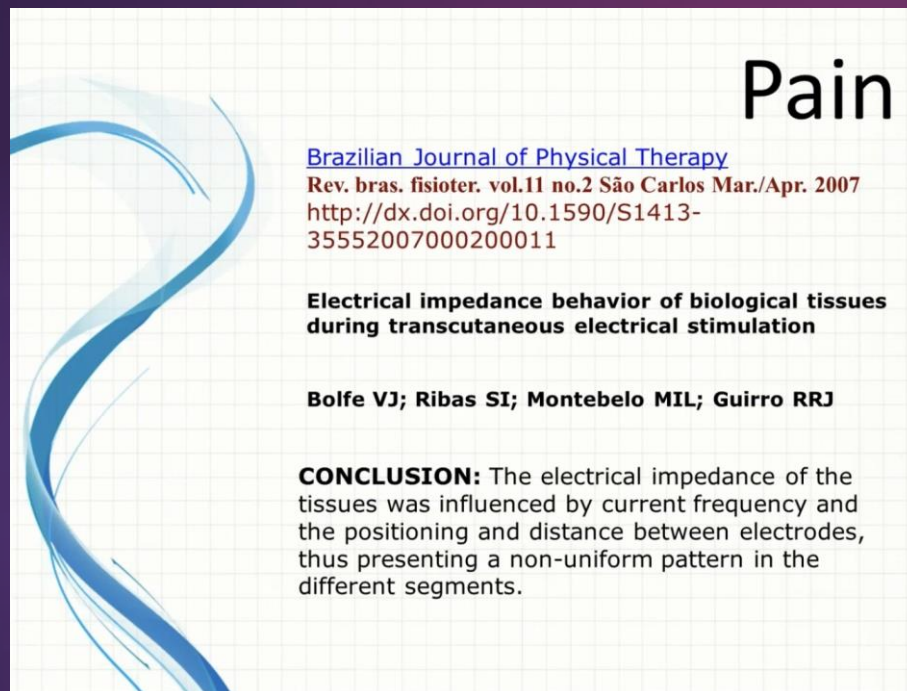 Pain
Brazilian Journal of Physical Therapy
Rev. bras. fisioter. vol.11 no.2 São Carlos Mar./Apr. 2007
http://dx.doi.org/10.1590/S1413-
35552007000200011
Electrical impedance behavior of biological tissues
during transcutaneous electrical stimulation
Bolfe VJ; Ribas SI; Montebelo MIL; Guirro RRJ
CONCLUSION: The electrical impedance of the
tissues was influenced by current frequency and
the positioning and distance between electrodes,
thus presenting a non-uniform pattern in the
different segments.